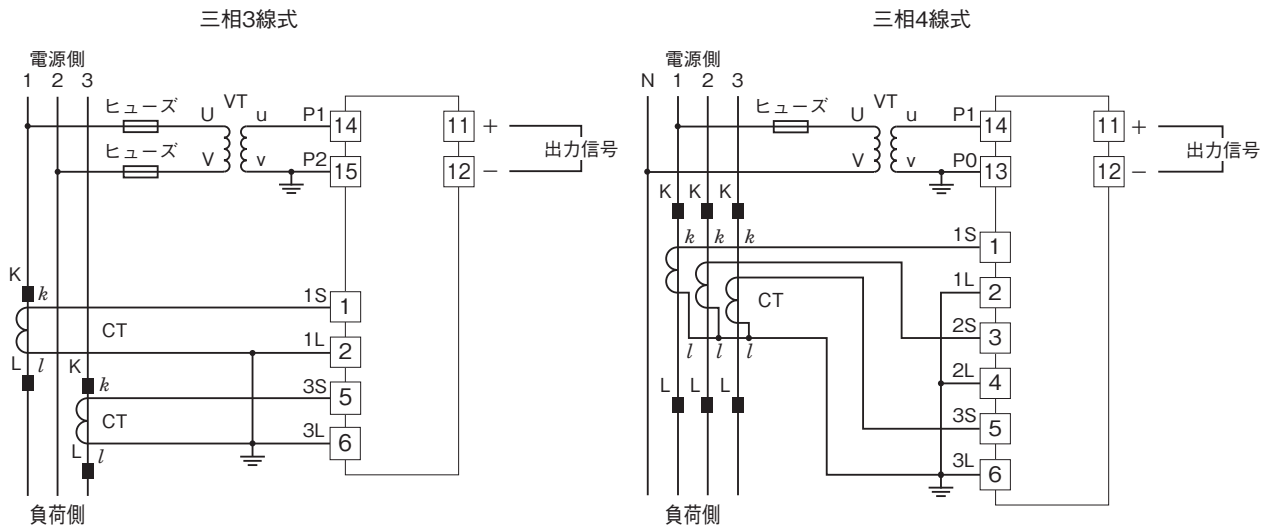 三相3線式
電源側
1 2 3
ヒューズ U VT u P1 14 11 +
出力信号
ヒューズ V v P2 15 12 −
K k 1S 1
CT
L l 1L 2
K k 3S 5
CT
L l 3L 6
負荷側
三相4線式
電源側
N 1 2 3
ヒューズ U VT u P1 14 11 +
出力信号
V v P0 13 12 −
K K K
k k k 1S 1
CT 1L 2
2S 3
l l l
L L L 2L 4
3S 5
3L 6
負荷側